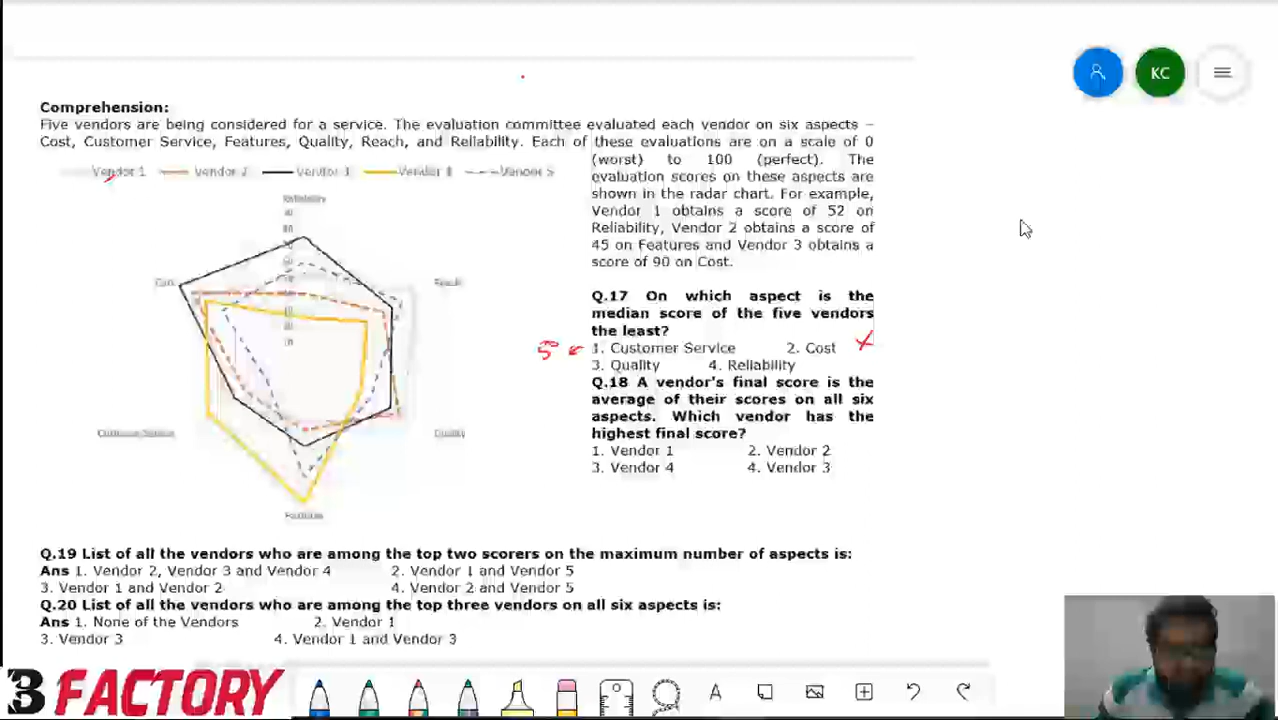 KC
Comprehension:
Five vendors are being considered for a service. The evaluation committee evaluated each vendor on six aspects –
Cost, Customer Service, Features, Quality, Reach, and Reliability. Each of these evaluations are on a scale of 0
(worst) to 100 (perfect). The
evaluation scores on these aspects are
shown in the radar chart. For example,
Vendor 1 obtains a score of 52 on
Reliability, Vendor 2 obtains a score of
45 on Features and Vendor 3 obtains a
score of 90 on Cost.
Vendor 1 Vendor 2 Vendor 3 Vendor 4 Vendor 5
Reliability
Cost
Reach
Customer Service
Quality
Features
Q.17 On which aspect is the
median score of the five vendors
the least?
1. Customer Service 2. Cost
3. Quality 4. Reliability
Q.18 A vendor's final score is the
average of their scores on all six
aspects. Which vendor has the
highest final score?
1. Vendor 1 2. Vendor 2
3. Vendor 4 4. Vendor 3
Q.19 List of all the vendors who are among the top two scorers on the maximum number of aspects is:
Ans 1. Vendor 2, Vendor 3 and Vendor 4 2. Vendor 1 and Vendor 5
3. Vendor 1 and Vendor 2 4. Vendor 2 and Vendor 5
Q.20 List of all the vendors who are among the top three vendors on all six aspects is:
Ans 1. None of the Vendors 2. Vendor 1
3. Vendor 3 4. Vendor 1 and Vendor 3
3 FACTORY
A